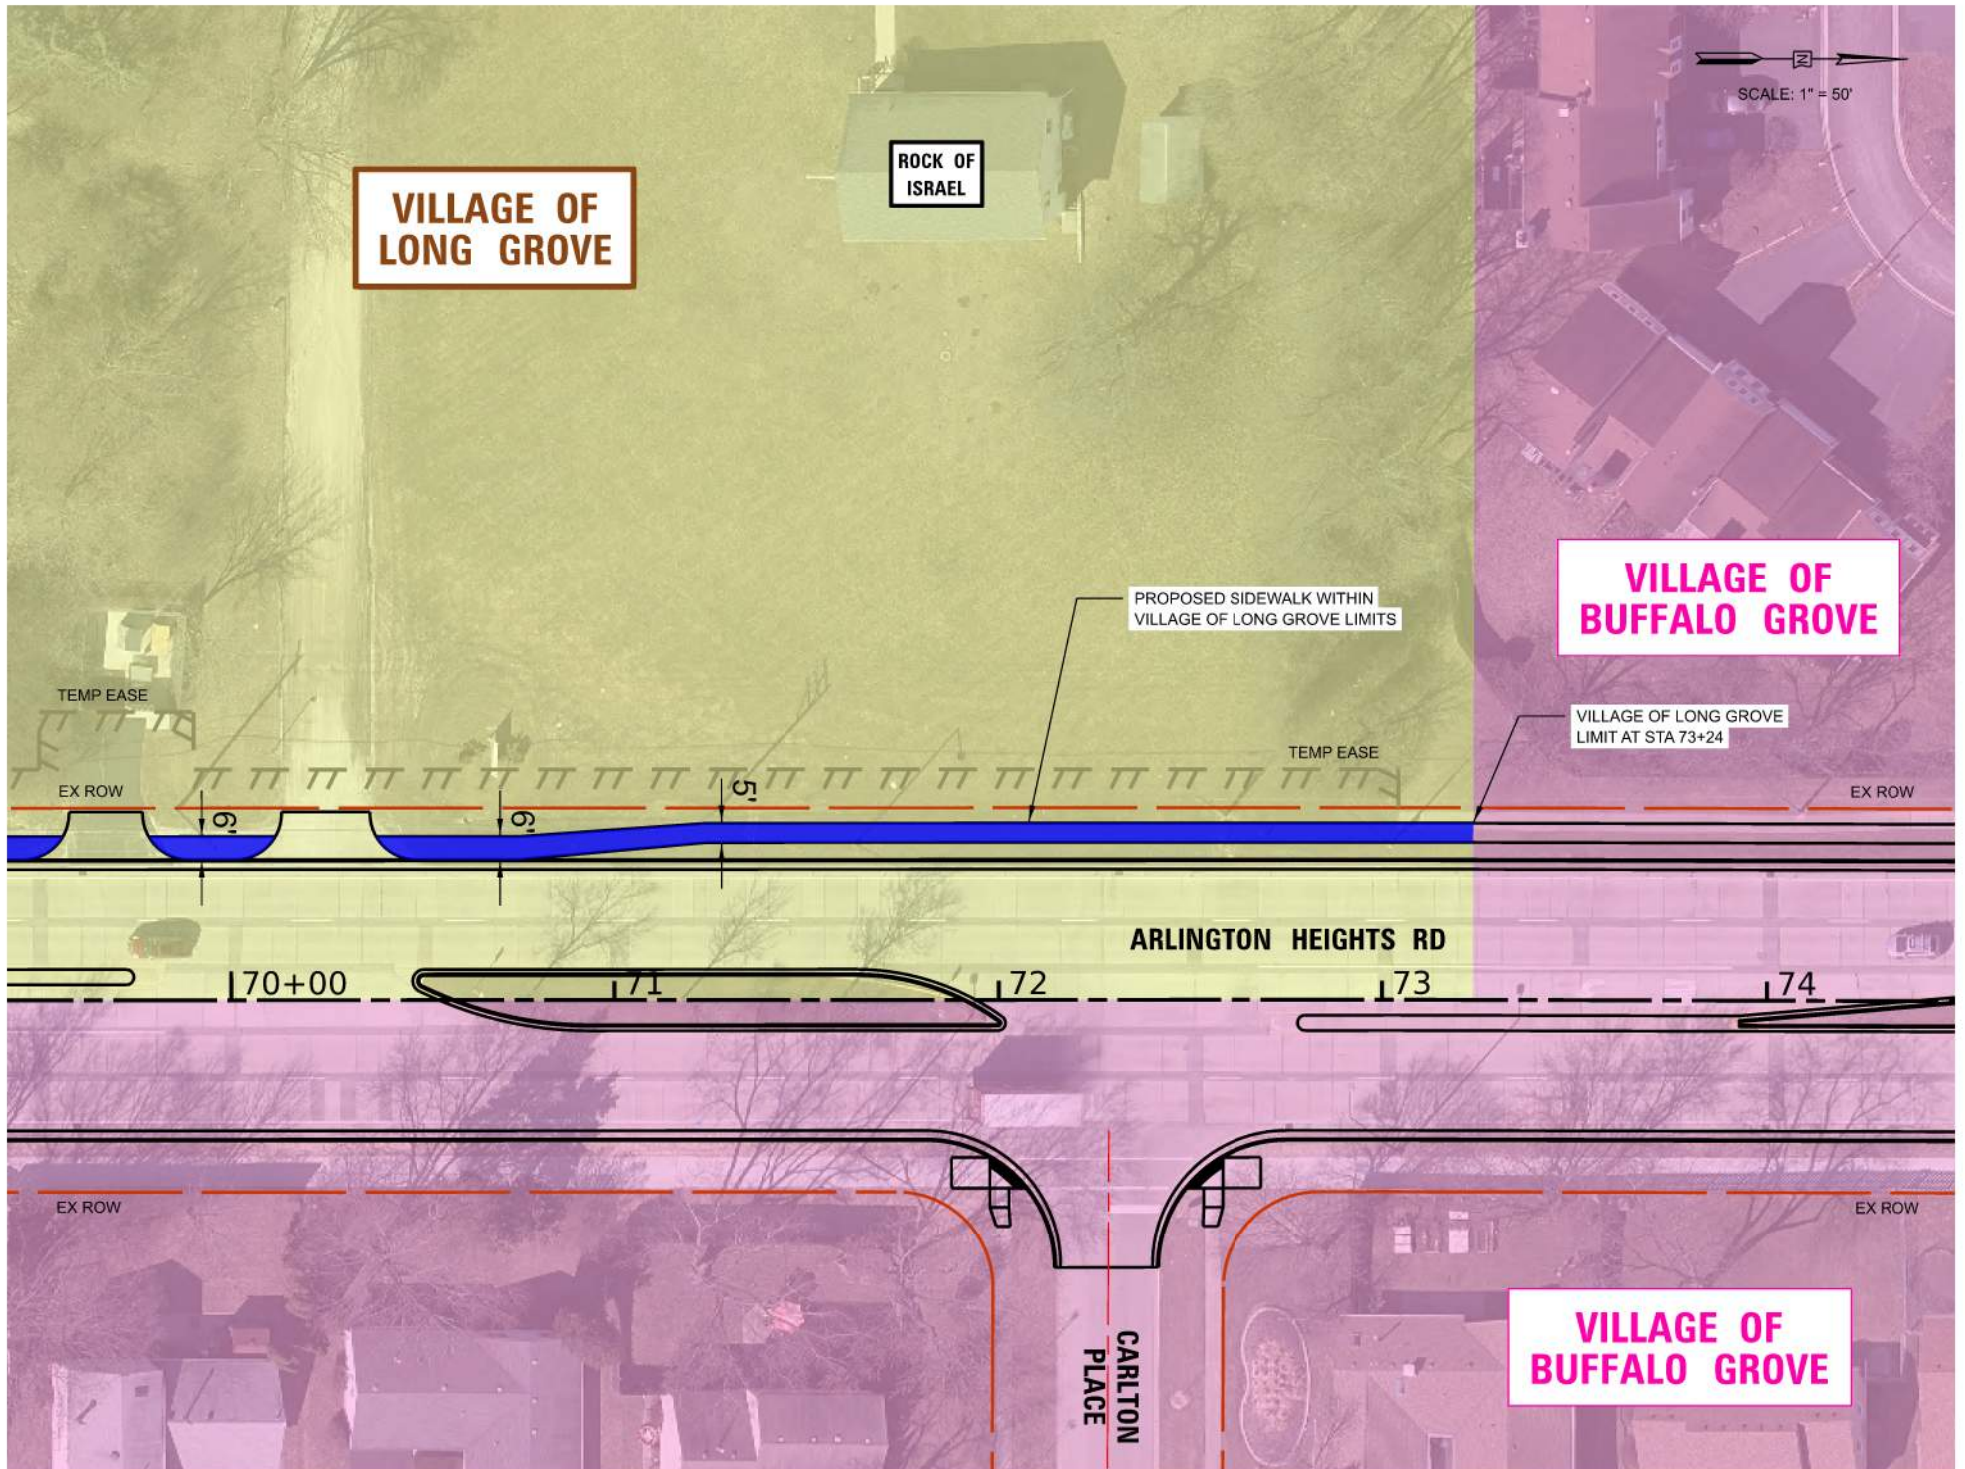 N
SCALE: 1" = 50'
ROCK OF
ISRAEL
VILLAGE OF
LONG GROVE
VILLAGE OF
BUFFALO GROVE
PROPOSED SIDEWALK WITHIN
VILLAGE OF LONG GROVE LIMITS
TEMP EASE
VILLAGE OF LONG GROVE
LIMIT AT STA 73+24
TEMP EASE
EX ROW
EX ROW
6'
6'
5'
ARLINGTON HEIGHTS RD
70+00
71
72
73
74
EX ROW
EX ROW
CARLTON
PLACE
VILLAGE OF
BUFFALO GROVE